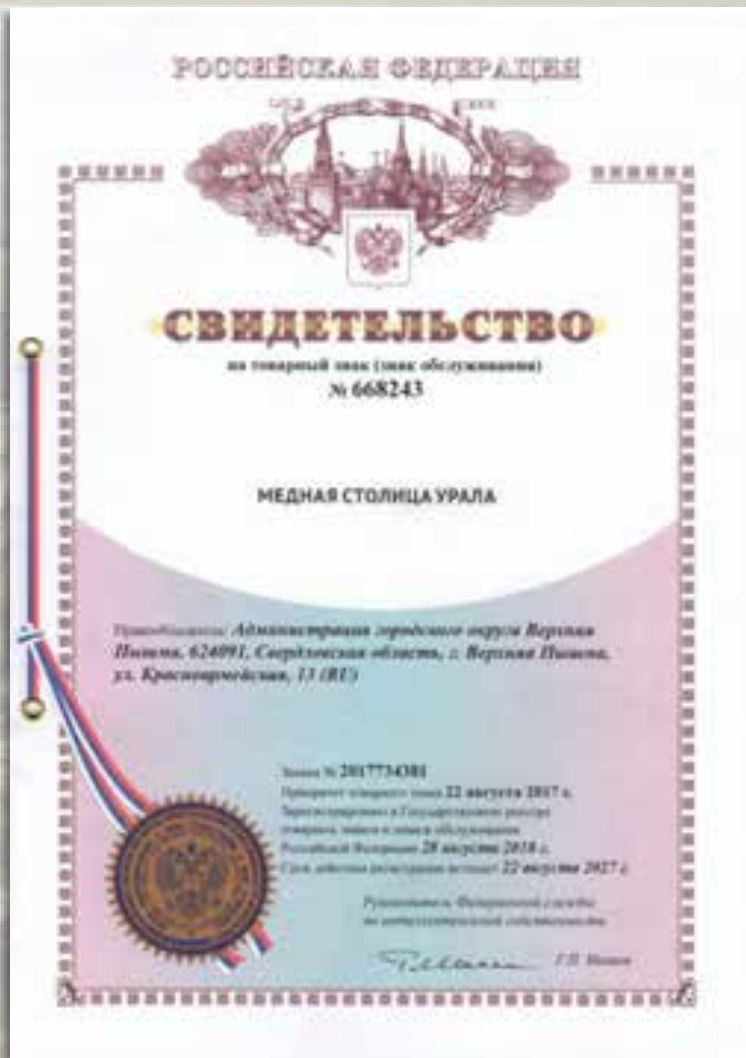 РОССИЙСКАЯ ФЕДЕРАЦИЯ
СВИДЕТЕЛЬСТВО
на товарный знак (знак обслуживания)
№ 668243
МЕДНАЯ СТОЛИЦА УРАЛА
Правообладатель: Администрация городского округа Верхняя
Пышма, 624091, Свердловская область, г. Верхняя Пышма,
ул. Красноармейская, 13 (RU)
Заявка № 2017734381
Приоритет товарного знака 22 августа 2017 г.
Зарегистрировано в Государственном реестре
товарных знаков и знаков обслуживания
Российской Федерации 28 августа 2018 г.
Срок действия регистрации истекает 22 августа 2027 г.
Руководитель Федеральной службы
по интеллектуальной собственности
Г.П. Ивлиев